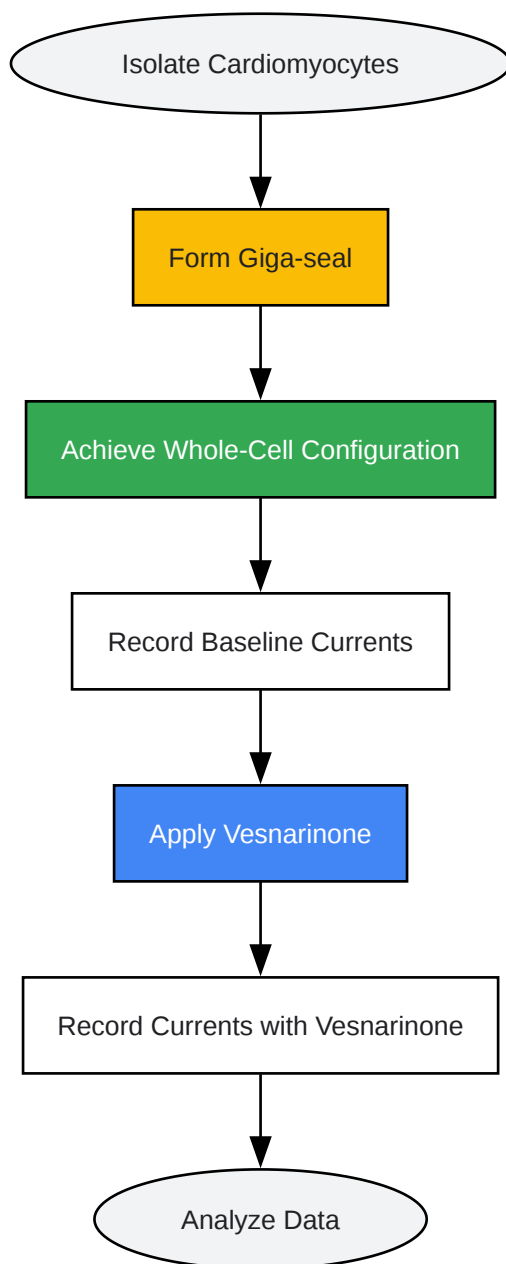 Isolate Cardiomyocytes
Form Giga-seal
Achieve Whole-Cell Configuration
Record Baseline Currents
Apply Vesnarinone
Record Currents with Vesnarinone
Analyze Data